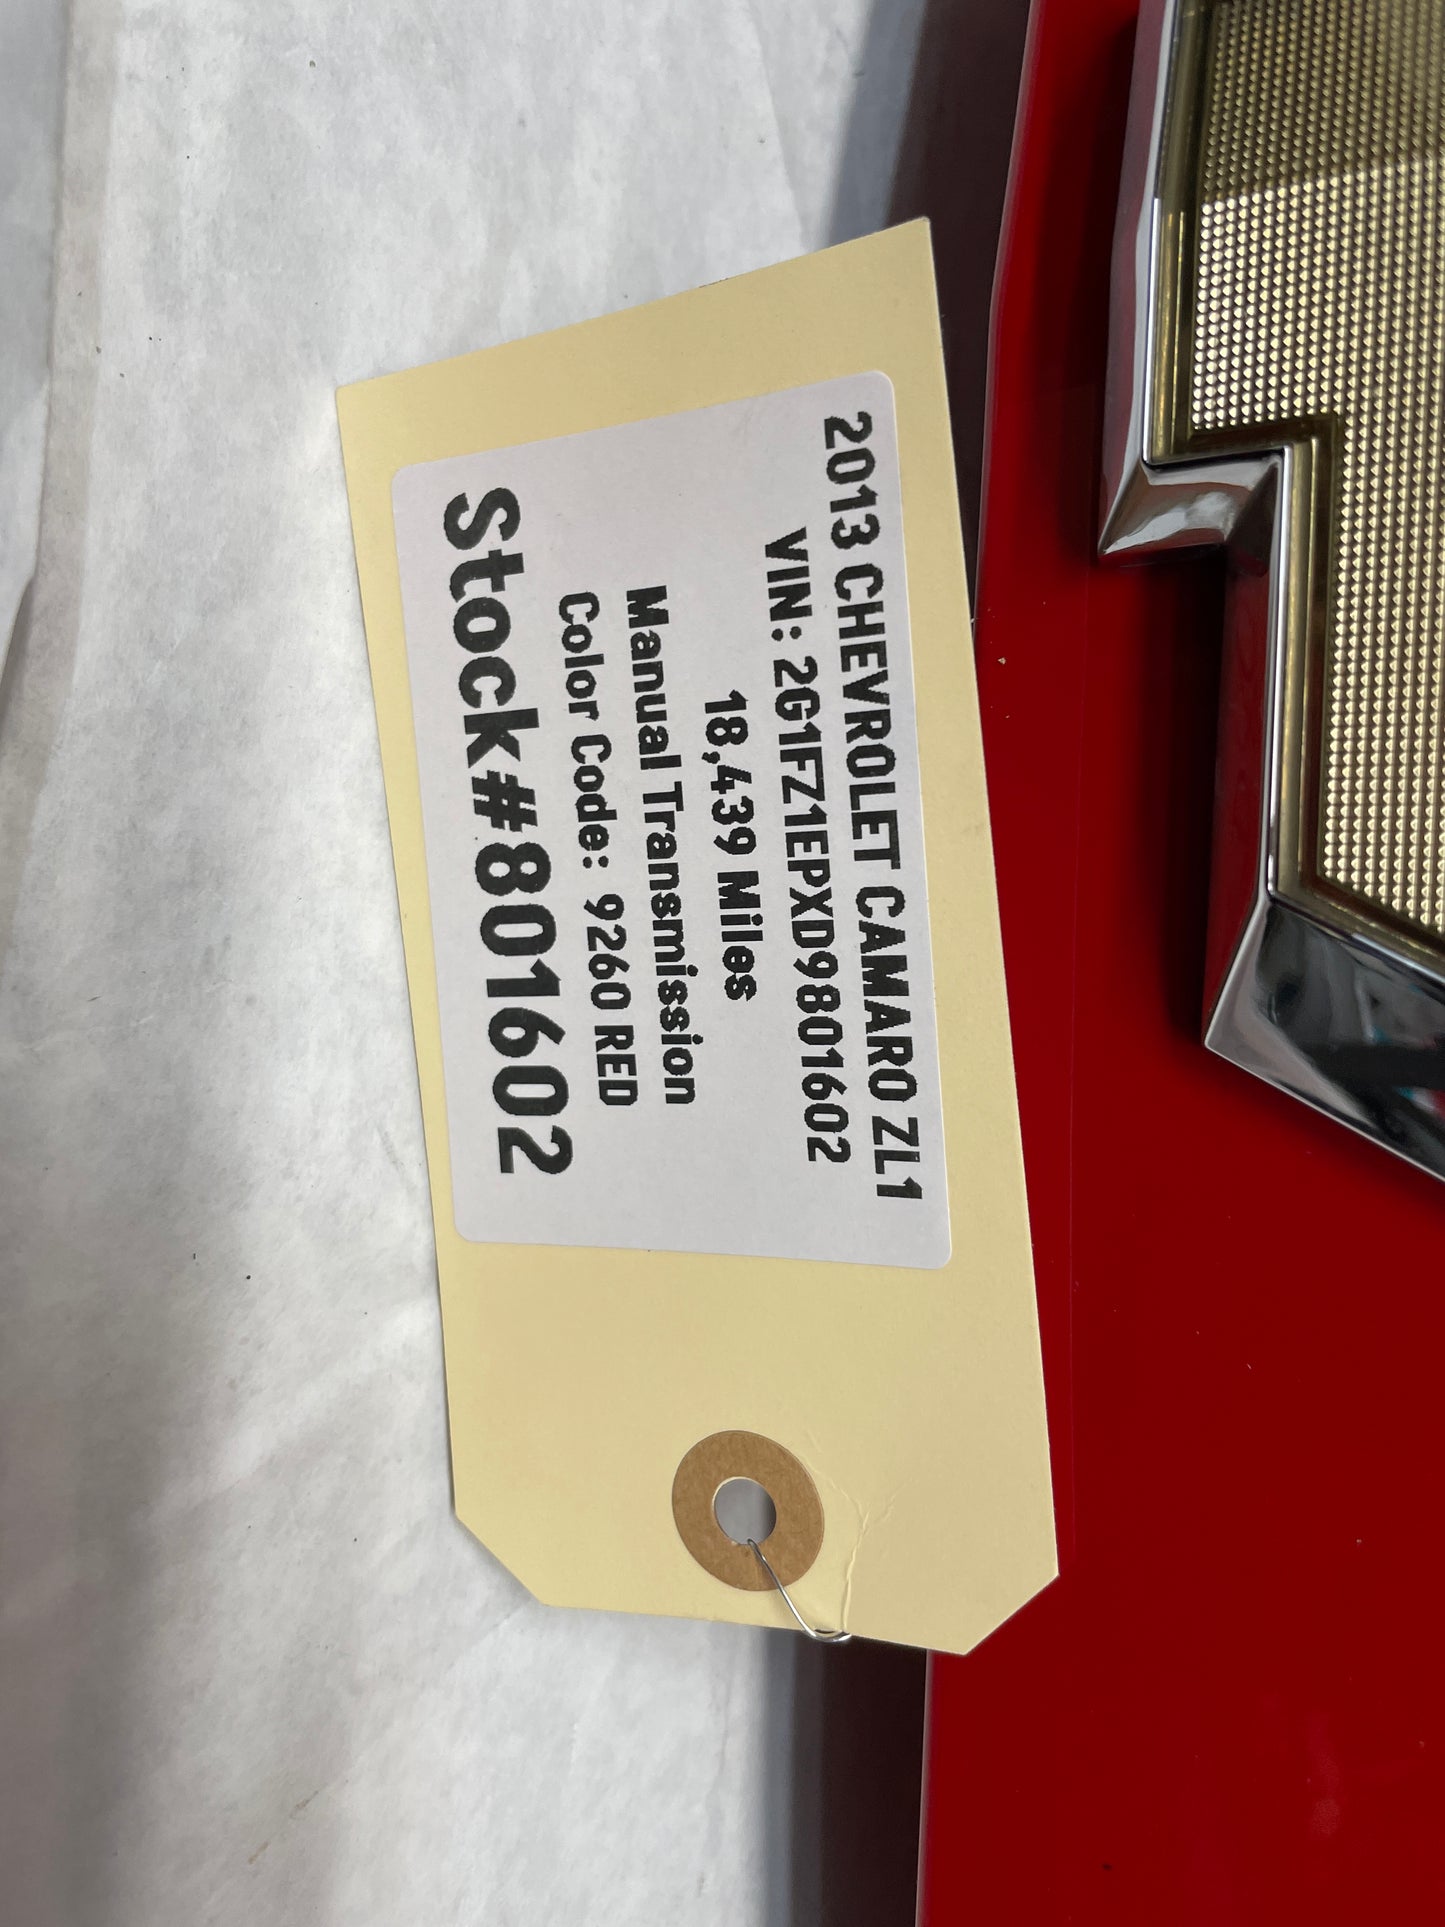 2013 CHEVROLET CAMARO ZL1
VIN: 2G1FZ1EPXD9801602
18,439 Miles
Manual Transmission
Color Code: 9260 RED
Stock#801602